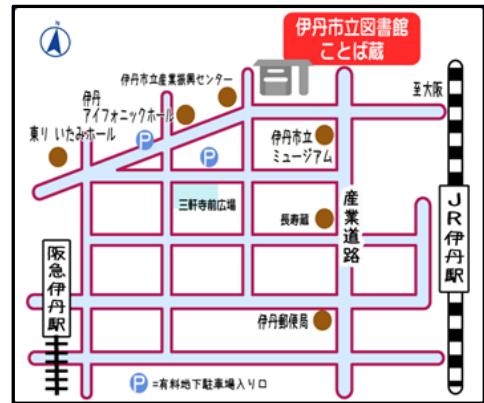 N
伊丹市立図書館
ことば蔵
伊丹市立産業振興センター
至大阪
伊丹
アイフォニックホール
東り いたみホール
P
P
伊丹市立
ミュージアム
三軒寺前広場
長寿蔵
産業道路
JR伊丹駅
阪急伊丹駅
伊丹郵便局
P=有料地下駐車場入り口